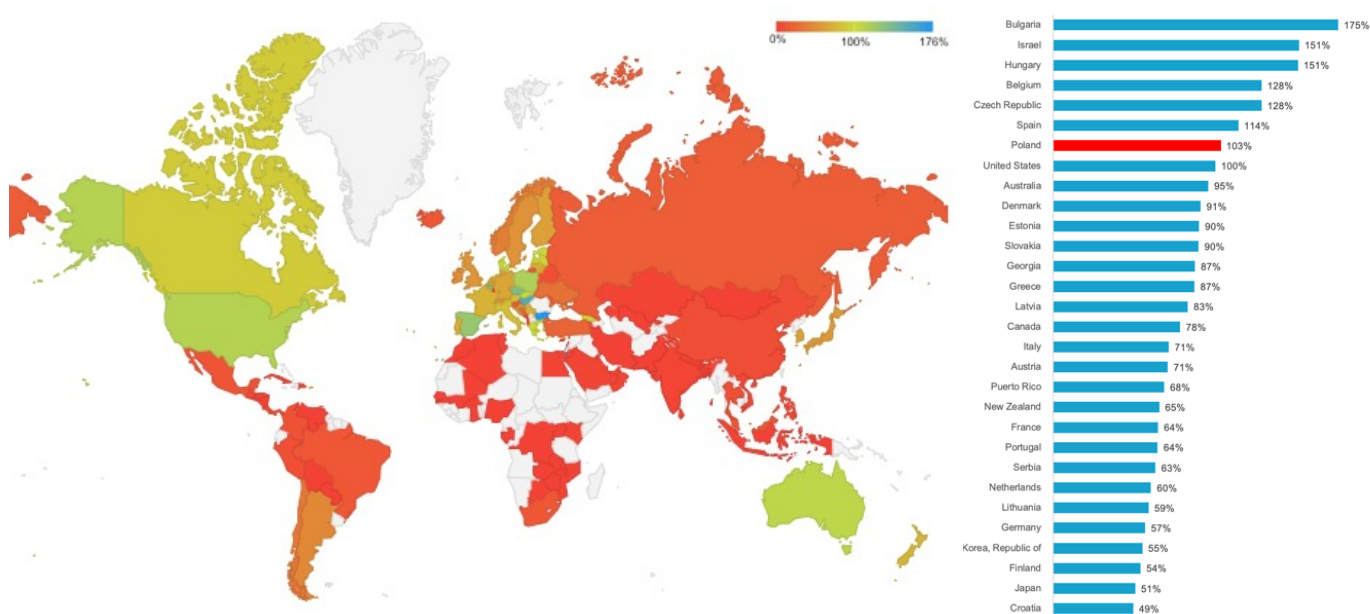 0%
100%
176%
Bulgaria 175%
Israel 151%
Hungary 151%
Belgium 128%
Czech Republic 128%
Spain 114%
Poland 103%
United States 100%
Australia 95%
Denmark 91%
Estonia 90%
Slovakia 90%
Georgia 87%
Greece 87%
Latvia 83%
Canada 78%
Italy 71%
Austria 71%
Puerto Rico 68%
New Zealand 65%
France 64%
Portugal 64%
Serbia 63%
Netherlands 60%
Lithuania 59%
Germany 57%
Korea, Republic of 55%
Finland 54%
Japan 51%
Croatia 49%